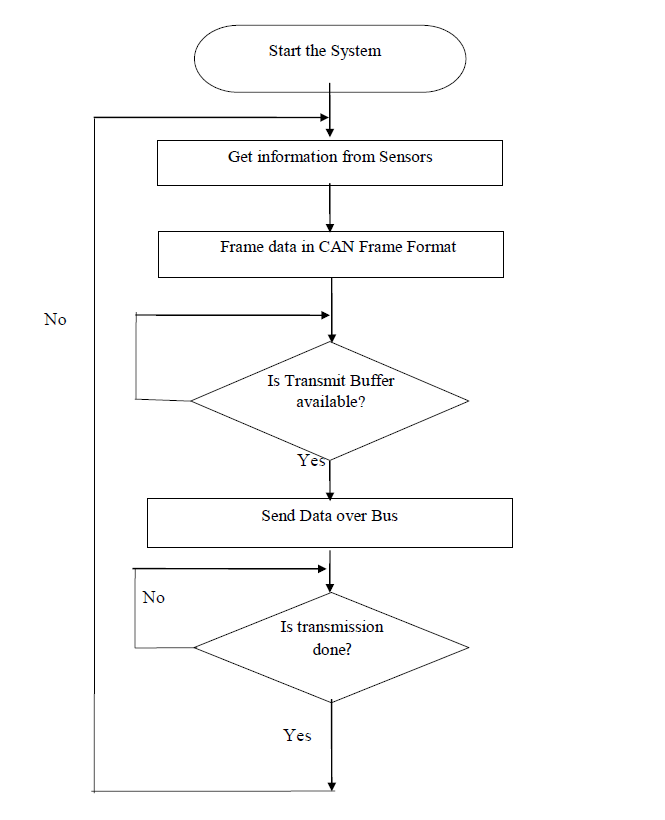 Start the System
Get information from Sensors
Frame data in CAN Frame Format
No
Is Transmit Buffer
available?
Yes
Send Data over Bus
No
Is transmission
done?
Yes